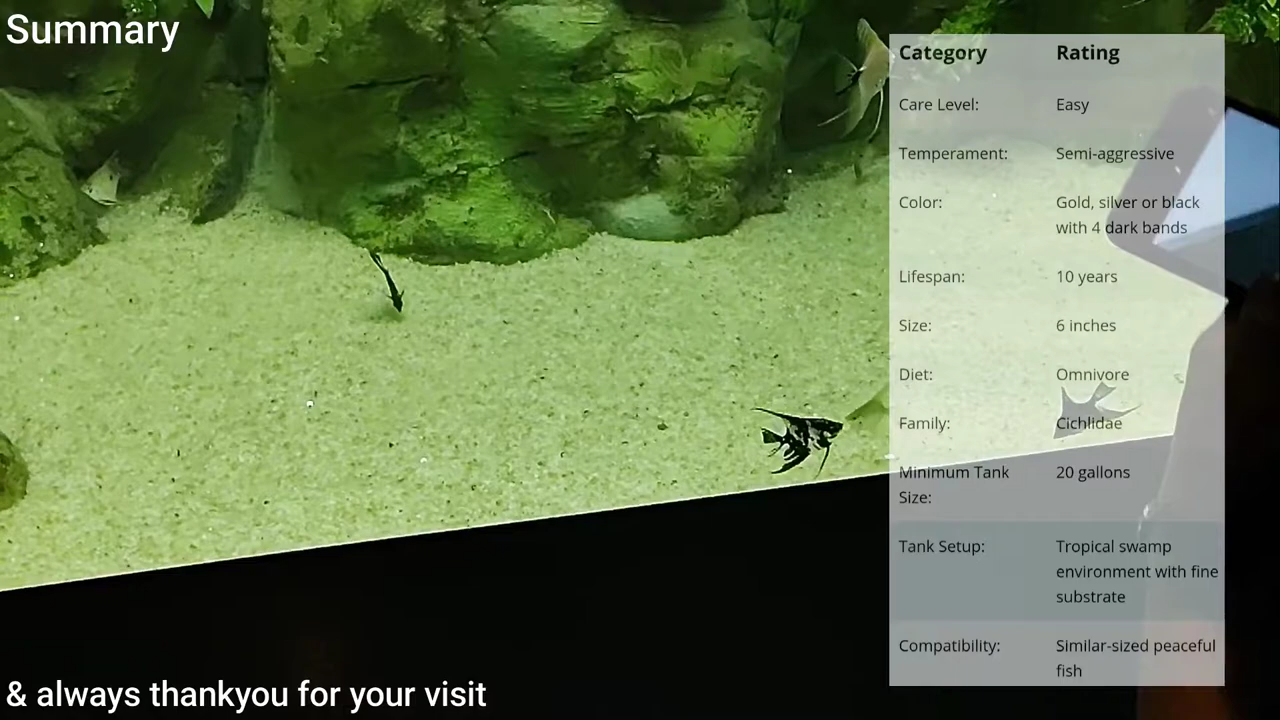 Summary
Category Rating
Care Level: Easy
Temperament: Semi-aggressive
Color: Gold, silver or black
with 4 dark bands
Lifespan: 10 years
Size: 6 inches
Diet: Omnivore
Family: Cichlidae
Minimum Tank 20 gallons
Size:
Tank Setup: Tropical swamp
environment with fine
substrate
Compatibility: Similar-sized peaceful
fish
& always thankyou for your visit